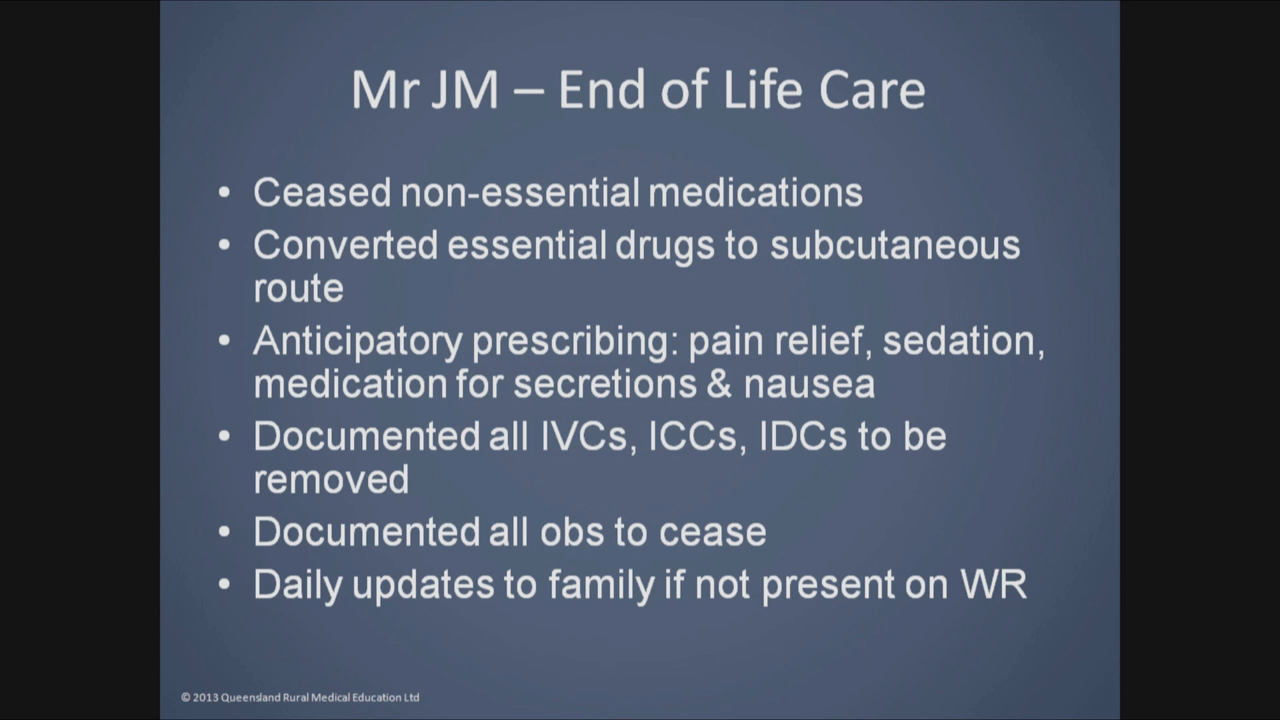 Mr JM – End of Life Care
• Ceased non-essential medications
• Converted essential drugs to subcutaneous
route
• Anticipatory prescribing: pain relief, sedation,
medication for secretions & nausea
• Documented all IVCs, ICCs, IDCs to be
removed
• Documented all obs to cease
• Daily updates to family if not present on WR
© 2013 Queensland Rural Medical Education Ltd